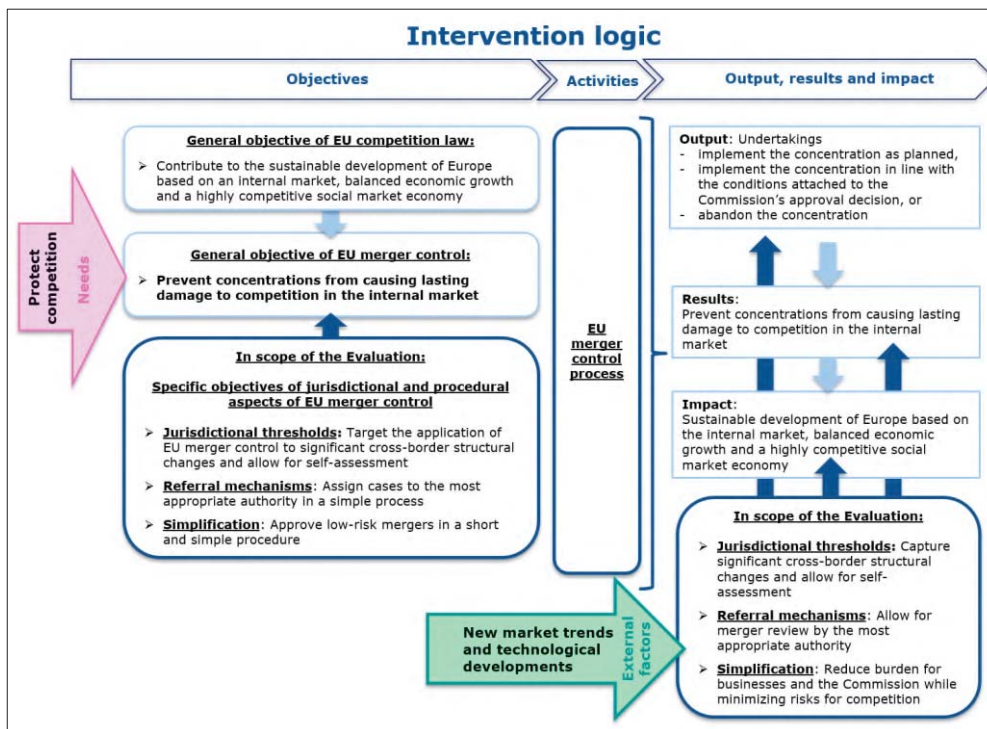 Intervention logic
Objectives
Activities
Output, results and impact
General objective of EU competition law:
➢ Contribute to the sustainable development of Europe
based on an internal market, balanced economic growth
and a highly competitive social market economy
General objective of EU merger control:
➢ Prevent concentrations from causing lasting
damage to competition in the internal market
Protect
competition
Needs
In scope of the Evaluation:
Specific objectives of jurisdictional and procedural
aspects of EU merger control
➢ Jurisdictional thresholds: Target the application of
EU merger control to significant cross-border structural
changes and allow for self-assessment
➢ Referral mechanisms: Assign cases to the most
appropriate authority in a simple process
➢ Simplification: Approve low-risk mergers in a short
and simple procedure
EU
merger
control
process
Output: Undertakings
- implement the concentration as planned,
- implement the concentration in line with
the conditions attached to the
Commission's approval decision, or
- abandon the concentration
Results:
Prevent concentrations from causing lasting
damage to competition in the internal
market
Impact:
Sustainable development of Europe based on
the internal market, balanced economic
growth and a highly competitive social
market economy
In scope of the Evaluation:
➢ Jurisdictional thresholds: Capture
significant cross-border structural
changes and allow for self-
assessment
➢ Referral mechanisms: Allow for
merger review by the most
appropriate authority
➢ Simplification: Reduce burden for
businesses and the Commission while
minimizing risks for competition
New market trends
and technological
developments
External
factors